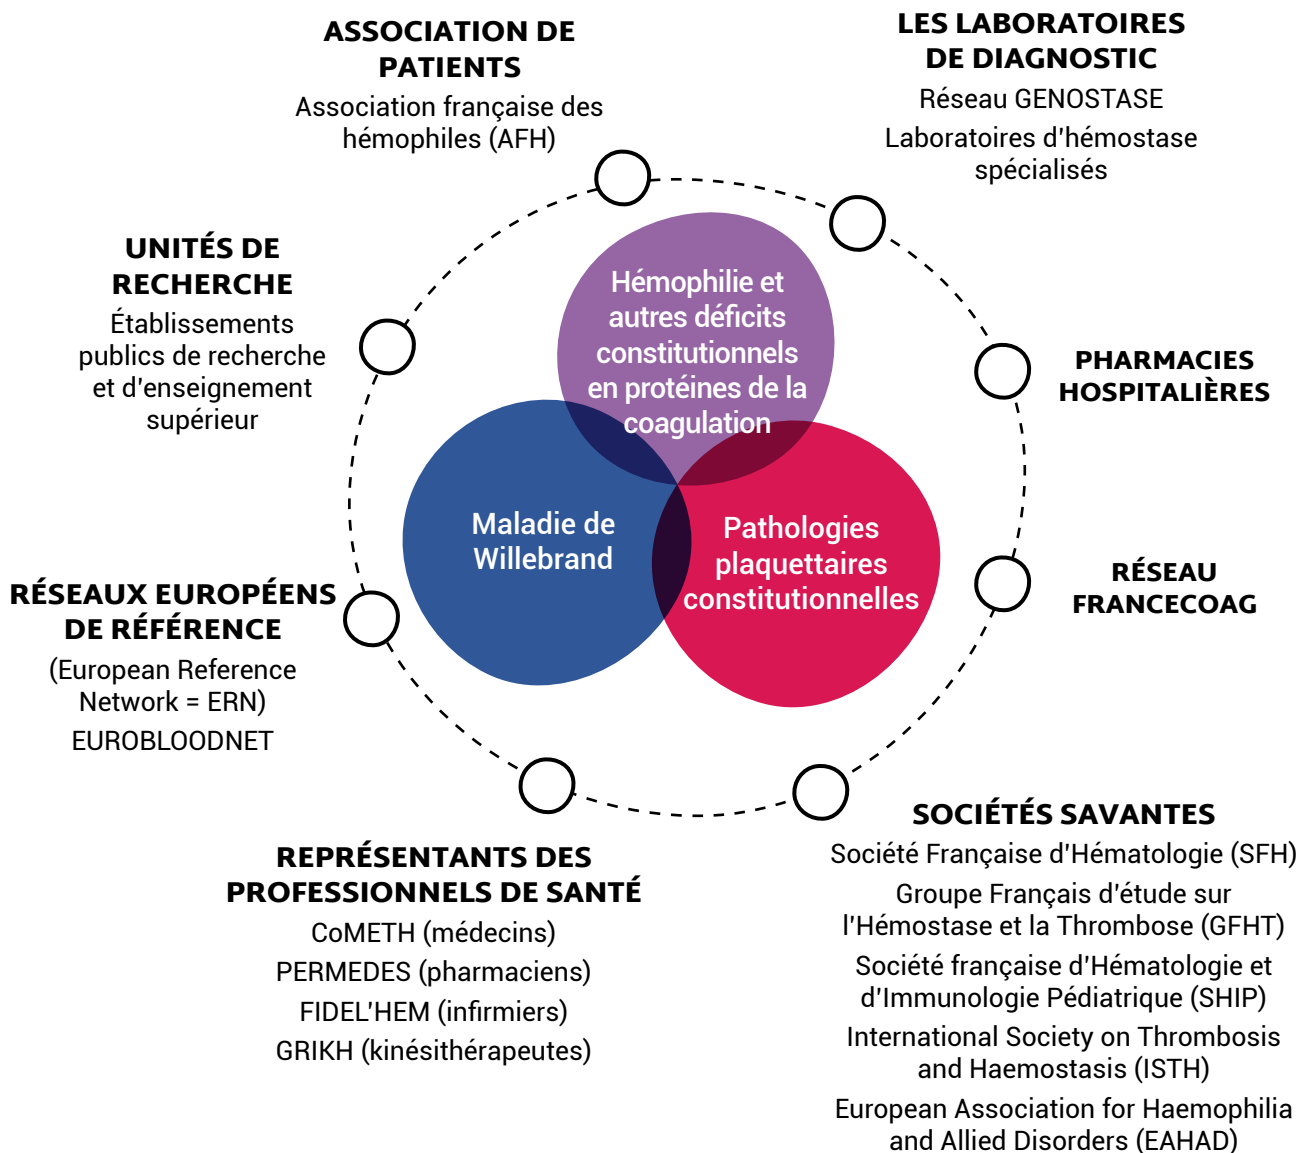 ASSOCIATION DE
PATIENTS
Association française des
hémophiles (AFH)
LES LABORATOIRES
DE DIAGNOSTIC
Réseau GENOSTASE
Laboratoires d'hémostase
spécialisés
UNITÉS DE
RECHERCHE
Établissements
publics de recherche
et d'enseignement
supérieur
Hémophilie et
autres déficits
constitutionnels
en protéines de la
coagulation
PHARMACIES
HOSPITALIÈRES
Maladie de
Willebrand
Pathologies
plaquettaires
constitutionnelles
RÉSEAUX EUROPÉENS
DE RÉFÉRENCE
(European Reference
Network = ERN)
EUROBLOODNET
RÉSEAU
FRANCECOAG
REPRÉSENTANTS DES
PROFESSIONNELS DE SANTÉ
CoMETH (médecins)
PERMEDES (pharmaciens)
FIDEL'HEM (infirmiers)
GRIKH (kinésithérapeutes)
SOCIÉTÉS SAVANTES
Société Française d'Hématologie (SFH)
Groupe Français d'étude sur
l'Hémostase et la Thrombose (GFHT)
Société française d'Hématologie et
d'Immunologie Pédiatrique (SHIP)
International Society on Thrombosis
and Haemostasis (ISTH)
European Association for Haemophilia
and Allied Disorders (EAHAD)